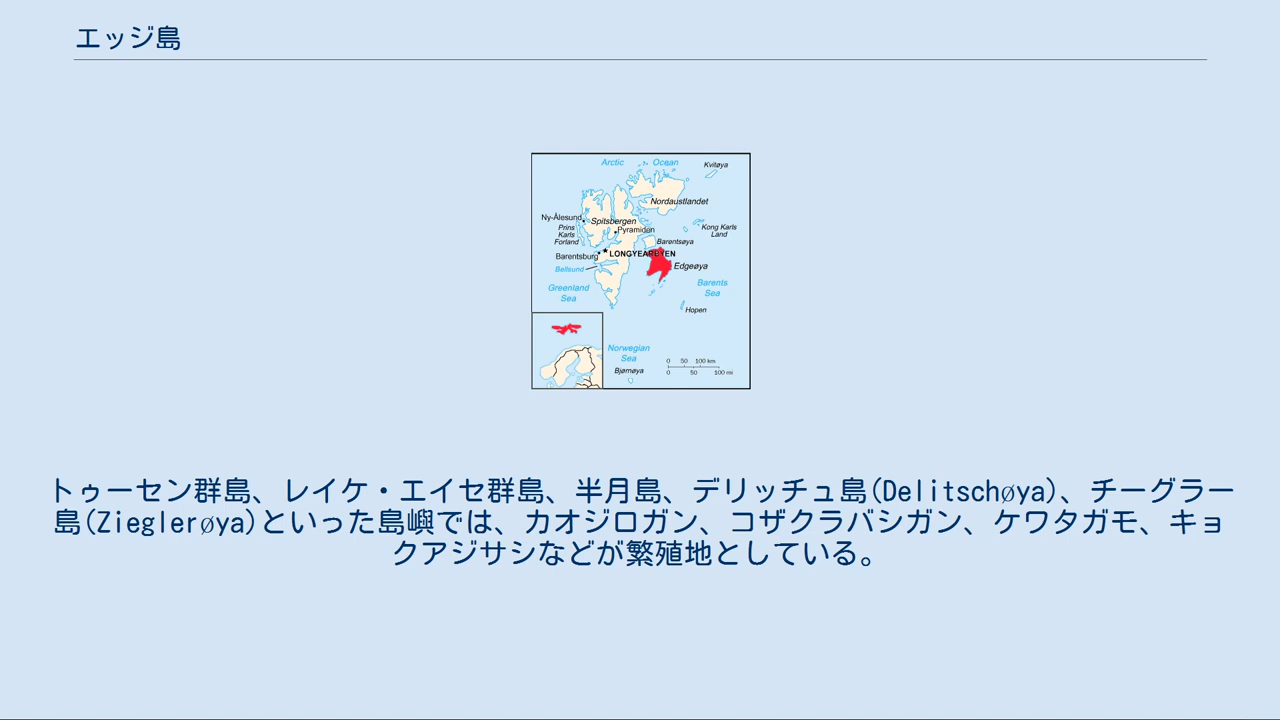 エッジ島
Arctic Ocean
Kvitøya
Nordaustlandet
Ny-Ålesund
Spitsbergen
Pyramiden
Prins
Karls
Forland
Kong Karls
Land
Barentsøya
Barentsburg
LONGYEARBYEN
Edgeøya
Bellsund
Greenland
Sea
Barents
Sea
Hopen
Norwegian
Sea
Bjørnøya
0 50 100 km
0 50 100 mi
トゥーセン群島、レイケ・エイセ群島、半月島、デリッチュ島(Delitschøya)、チーグラー
島(Zieglerøya)といった島嶼では、カオジロガン、コザクラバシガン、ケワタガモ、キョ
クアジサシなどが繁殖地としている。